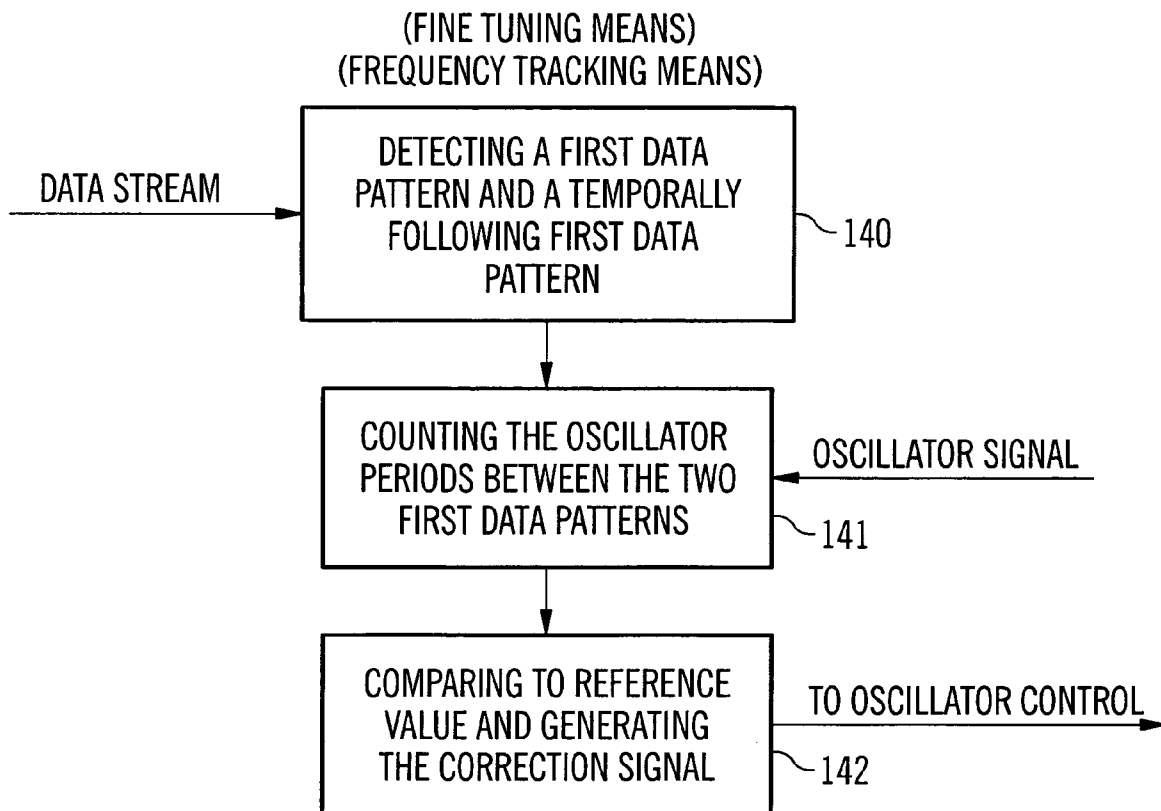 (FINE TUNING MEANS)
(FREQUENCY TRACKING MEANS)
DATA STREAM
DETECTING A FIRST DATA
PATTERN AND A TEMPORALLY
FOLLOWING FIRST DATA
PATTERN
140
COUNTING THE OSCILLATOR
PERIODS BETWEEN THE TWO
FIRST DATA PATTERNS
OSCILLATOR SIGNAL
141
COMPARING TO REFERENCE
VALUE AND GENERATING
THE CORRECTION SIGNAL
TO OSCILLATOR CONTROL
142